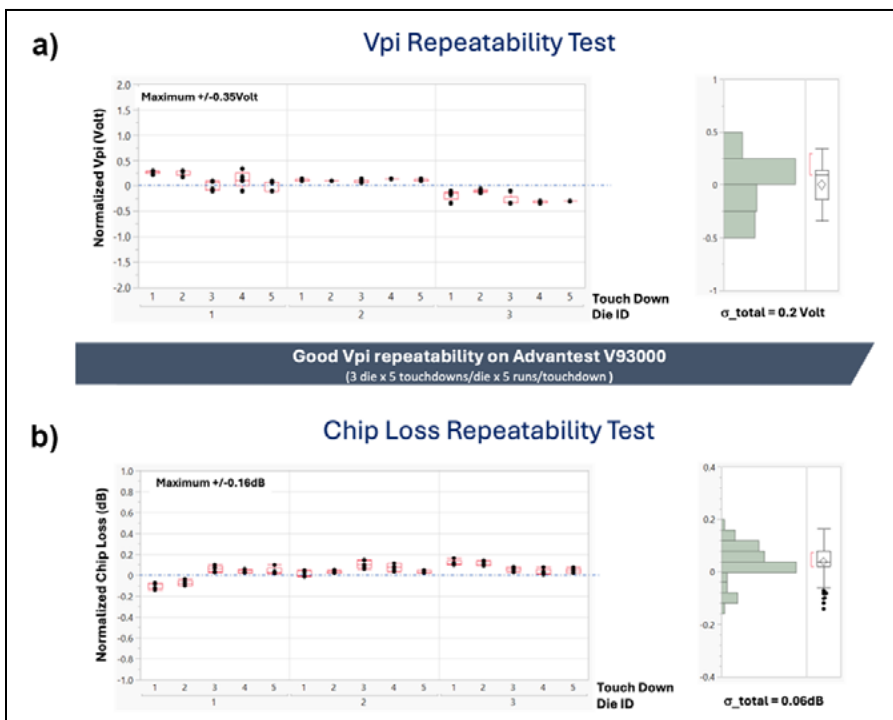 a)
Vpi Repeatability Test
Maximum +/-0.35Volt
Normalized Vpi (Volt)
2.0
1.5
1.0
0.5
0
-0.5
-1.0
-1.5
-2.0
1 2 3 4 5 1 2 3 4 5 1 2 3 4 5 Touch Down
1 2 3 Die ID
1
0.5
0
-0.5
-1
σ_total = 0.2 Volt
Good Vpi repeatability on Advantest V93000
(3 die x 5 touchdowns/die x 5 runs/touchdown )
b)
Chip Loss Repeatability Test
Maximum +/-0.16dB
Normalized Chip Loss (dB)
1.0
0.8
0.6
0.4
0.2
0
-0.2
-0.4
-0.6
-0.8
-1.0
1 2 3 4 5 1 2 3 4 5 1 2 3 4 5 Touch Down
1 2 3 Die ID
0.4
0.2
0
-0.2
-0.4
σ_total = 0.06dB